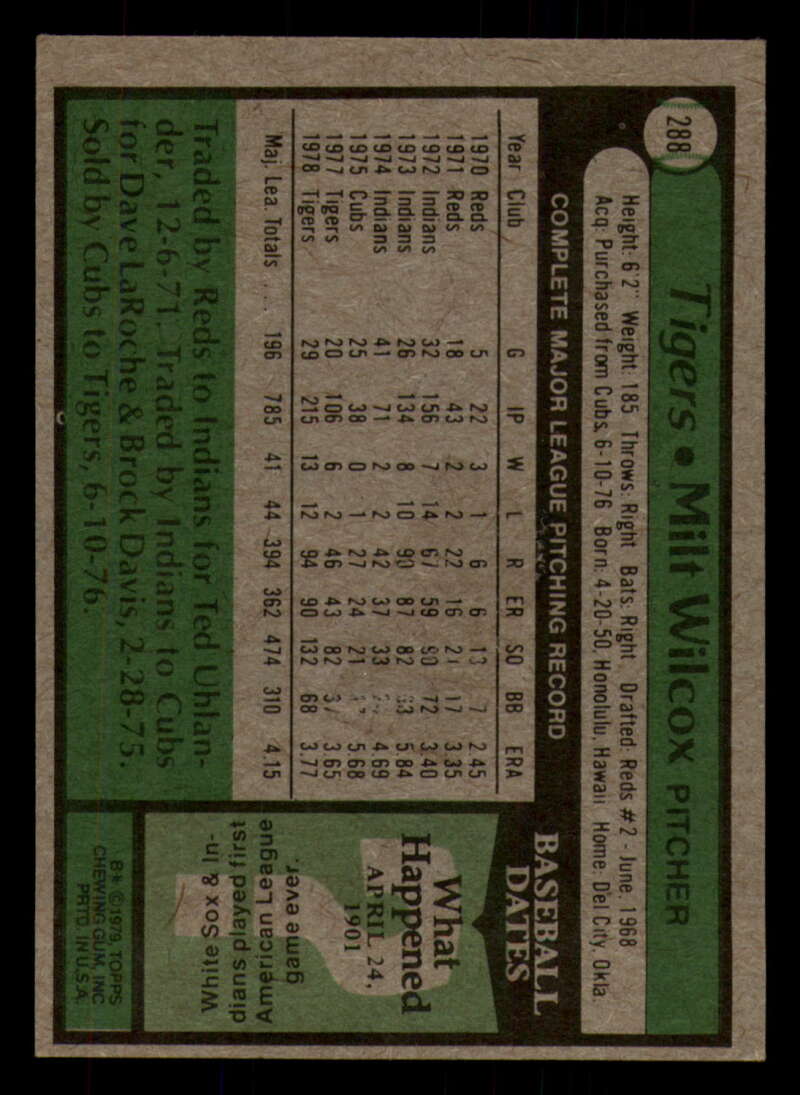 288
Tigers • Milt Wilcox PITCHER
Height: 6'2" Weight: 185 Throws: Right Bats: Right Drafted: Reds #2 - June, 1968
Acq: Purchased from Cubs, 6-10-76 Born: 4-20-50, Honolulu, Hawaii Home: Del City, Okla.
COMPLETE MAJOR LEAGUE PITCHING RECORD
Year Club G IP W L R ER SO BB ERA
1970 Reds 5 22 3 1 6 6 13 7 2.45
1971 Reds 18 43 2 2 22 16 21 17 3.35
1972 Indians 32 156 7 14 67 59 90 72 3.40
1973 Indians 26 134 8 10 90 87 82 5.84
1974 Indians 41 71 2 2 42 37 33 4.69
1975 Cubs 25 38 0 1 27 24 21 5.68
1977 Tigers 20 106 6 2 46 43 82 37 3.65
1978 Tigers 29 215 13 12 94 90 132 68 3.77
Maj. Lea. Totals . . . . 196 785 41 44 394 362 474 310 4.15
Traded by Reds to Indians for Ted Uhlan-
der, 12-6-71. Traded by Indians to Cubs
for Dave LaRoche & Brock Davis, 2-28-75.
Sold by Cubs to Tigers, 6-10-76.
BASEBALL
DATES
What
Happened
APRIL 24,
1901
White Sox & In-
dians played first
American League
game ever.
B* ©1979, TOPPS
CHEWING GUM, INC
PRTD. IN U.S.A.